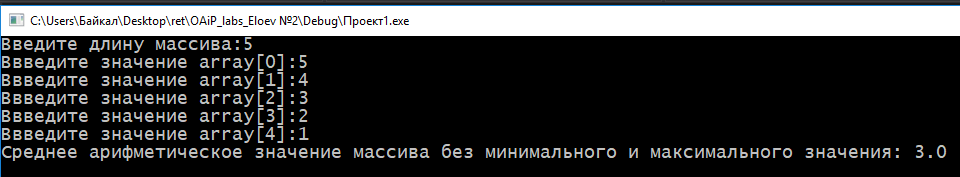 C:\Users\Байкал\Desktop\ret\OAiP_labs_Eloev №2\Debug\Проект1.exe
Введите длину массива:5
Ввведите значение array[0]:5
Ввведите значение array[1]:4
Ввведите значение array[2]:3
Ввведите значение array[3]:2
Ввведите значение array[4]:1
Среднее арифметическое значение массива без минимального и максимального значения: 3.0